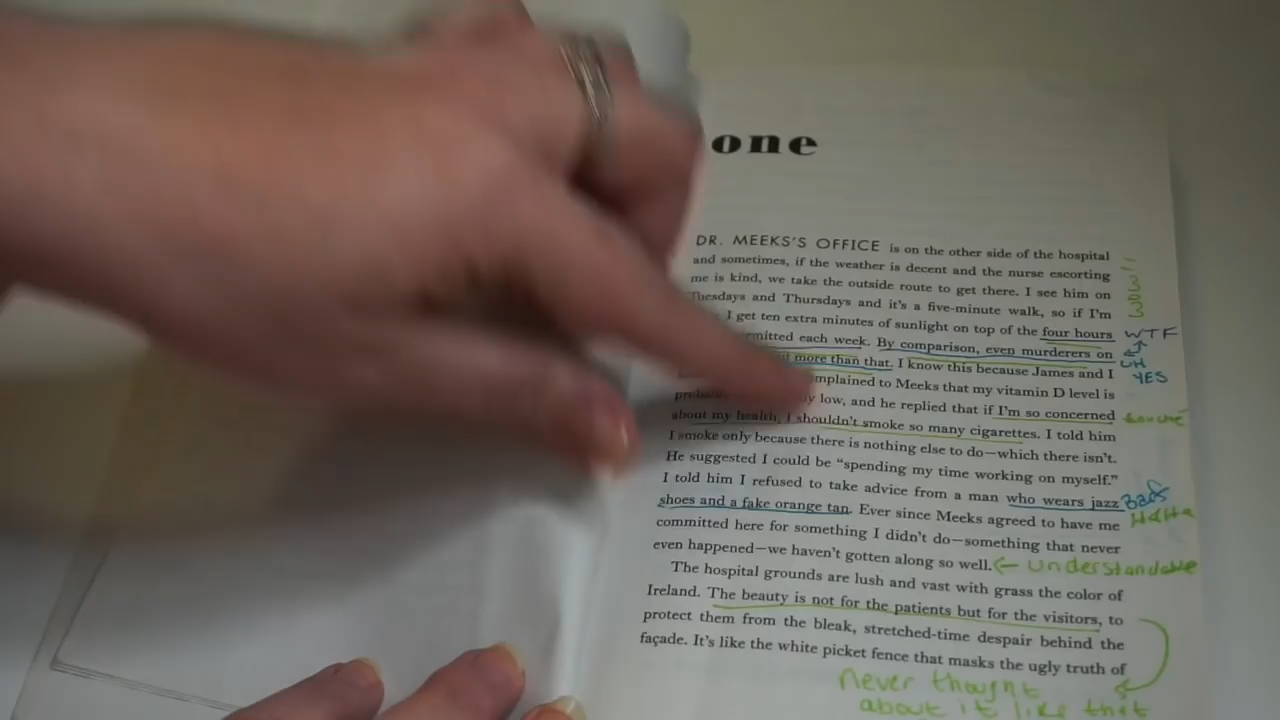 one
DR. MEEKS'S OFFICE is on the other side of the hospital
and sometimes, if the weather is decent and the nurse escorting
me is kind, we take the outside route to get there. I see him on
Tuesdays and Thursdays and it's a five-minute walk, so if I'm
I get ten extra minutes of sunlight on top of the four hours
WTF
each week. By comparison, even murderers on
more than that. I know this because James and I
UH
YES
to Meeks that my vitamin D level is
low, and he replied that if I'm so concerned
about my health, I shouldn't smoke so many cigarettes. I told him
I smoke only because there is nothing else to do—which there isn't.
He suggested I could be “spending my time working on myself.”
I told him I refused to take advice from a man who wears jazz
shoes and a fake orange tan. Ever since Meeks agreed to have me
HaHa
committed here for something I didn't do—something that never
even happened—we haven't gotten along so well. ← understandable
The hospital grounds are lush and vast with grass the color of
Ireland. The beauty is not for the patients but for the visitors, to
protect them from the bleak, stretched-time despair behind the
façade. It's like the white picket fence that masks the ugly truth of
never thought
about it like that